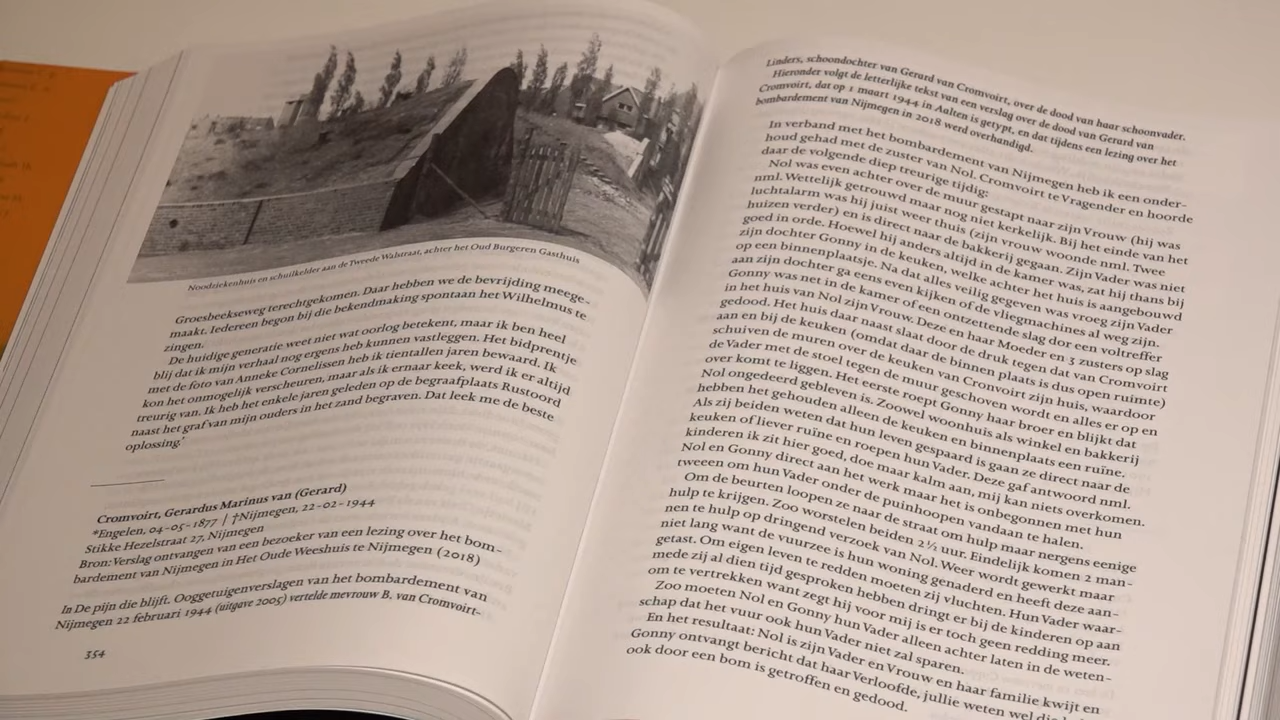 Noodziekenhuis en schuilkelder aan de Tweede Walstraat, achter het Oud Burgeren Gasthuis
Groesbeekseweg terechtgekomen. Daar hebben we de bevrijding meege-
maakt. Iedereen begon bij die bekendmaking spontaan het Wilhelmus te
zingen.
De huidige generatie weet niet wat oorlog betekent, maar ik ben heel
blij dat ik mijn verhaal nog ergens heb kunnen vastleggen. Het bidprentje
met de foto van Anneke Cornelissen heb ik tientallen jaren bewaard. Ik
kon het onmogelijk verscheuren, maar als ik ernaar keek, werd ik er altijd
treurig van. Ik heb het enkele jaren geleden op de begraafplaats Rustoord
naast het graf van mijn ouders in het zand begraven. Dat leek me de beste
oplossing.'
Cromvoirt, Gerardus Marinus van (Gerard)
*Engelen, 04-05-1877 | †Nijmegen, 22-02-1944
Stikke Hezelstraat 27, Nijmegen
Bron: Verslag ontvangen van een bezoeker van een lezing over het bom-
bardement van Nijmegen in Het Oude Weeshuis te Nijmegen (2018)
In De pijn die blijft. Ooggetuigenverslagen van het bombardement van
Nijmegen 22 februari 1944 (uitgave 2005) vertelde mevrouw B. van Cromvoirt-
354
Linders, schoondochter van Gerard van Cromvoirt, over de dood van haar schoonvader.
Hieronder volgt de letterlijke tekst van een verslag over de dood van Gerard van
Cromvoirt, dat op 1 maart 1944 in Aalten is getypt, en dat tijdens een lezing over het
bombardement van Nijmegen in 2018 werd overhandigd.
In verband met het bombardement van Nijmegen heb ik een onder-
houd gehad met de zuster van Nol. Cromvoirt te Vragender en hoorde
daar de volgende diep treurige tijdig:
Nol was even achter over de muur gestapt naar zijn Vrouw (hij was
nml. Wettelijk getrouwd maar nog niet kerkelijk. Bij het einde van het
luchtalarm was hij juist weer thuis (zijn vrouw woonde nml. Twee
huizen verder) en is direct naar de bakkerij gegaan. Zijn Vader was niet
goed in orde. Hoewel hij anders altijd in de kamer was, zat hij thans bij
zijn dochter Gonny in de keuken, welke achter het huis is aangebouwd
op een binnenplaatsje. Na dat alles veilig gegeven was vroeg zijn Vader
aan zijn dochter ga eens even kijken of de vliegmachines al weg zijn.
Gonny was net in de kamer of een ontzettende slag dor een voltreffer
in het huis van Nol zijn Vrouw. Deze en haar Moeder en 3 zusters op slag
gedood. Het huis daar naast slaat door de druk tegen dat van Cromvoirt
aan en bij de keuken (omdat daar de binnen plaats is dus open ruimte)
schuiven de muren over de keuken van Cronvoirt zijn huis, waardoor
de Vader met de stoel tegen de muur geschoven wordt en alles er op en
over komt te liggen. Het eerste roept Gonny haar broer en blijkt dat
Nol ongedeerd gebleven is. Zoowel woonhuis als winkel en bakkerij
hebben het gehouden alleen de keuken en binnenplaats een ruïne.
Als zij beiden weten dat hun leven gespaard is gaan ze direct naar de
keuken of liever ruïne en roepen hun Vader. Deze gaf antwoord nml.
kinderen ik zit hier goed, doe maar kalm aan, mij kan niets overkomen.
Nol en Gonny direct aan het werk maar het is onbegonnen met hun
tweeen om hun Vader onder de puinhoopen vandaan te halen.
Om de beurten loopen ze naar de straat om hulp maar nergens eenige
hulp te krijgen. Zoo worstelen beiden 2½ uur. Eindelijk komen 2 man-
nen te hulp op dringend verzoek van Nol. Weer wordt gewerkt maar
niet lang want de vuurzee is hun woning genaderd en heeft deze aan-
getast. Om eigen leven te redden moeten zij vluchten. Hun Vader waar-
mede zij al dien tijd gesproken hebben dringt er bij de kinderen op aan
om te vertrekken want zegt hij voor mij is er toch geen redding meer.
Zoo moeten Nol en Gonny hun Vader alleen achter laten in de weten-
schap dat het vuur ook hun Vader niet zal sparen.
En het resultaat: Nol is zijn Vader en Vrouw en haar familie kwijt en
Gonny ontvangt bericht dat haar Verloofde, jullie weten wel die
ook door een bom is getroffen en gedood.